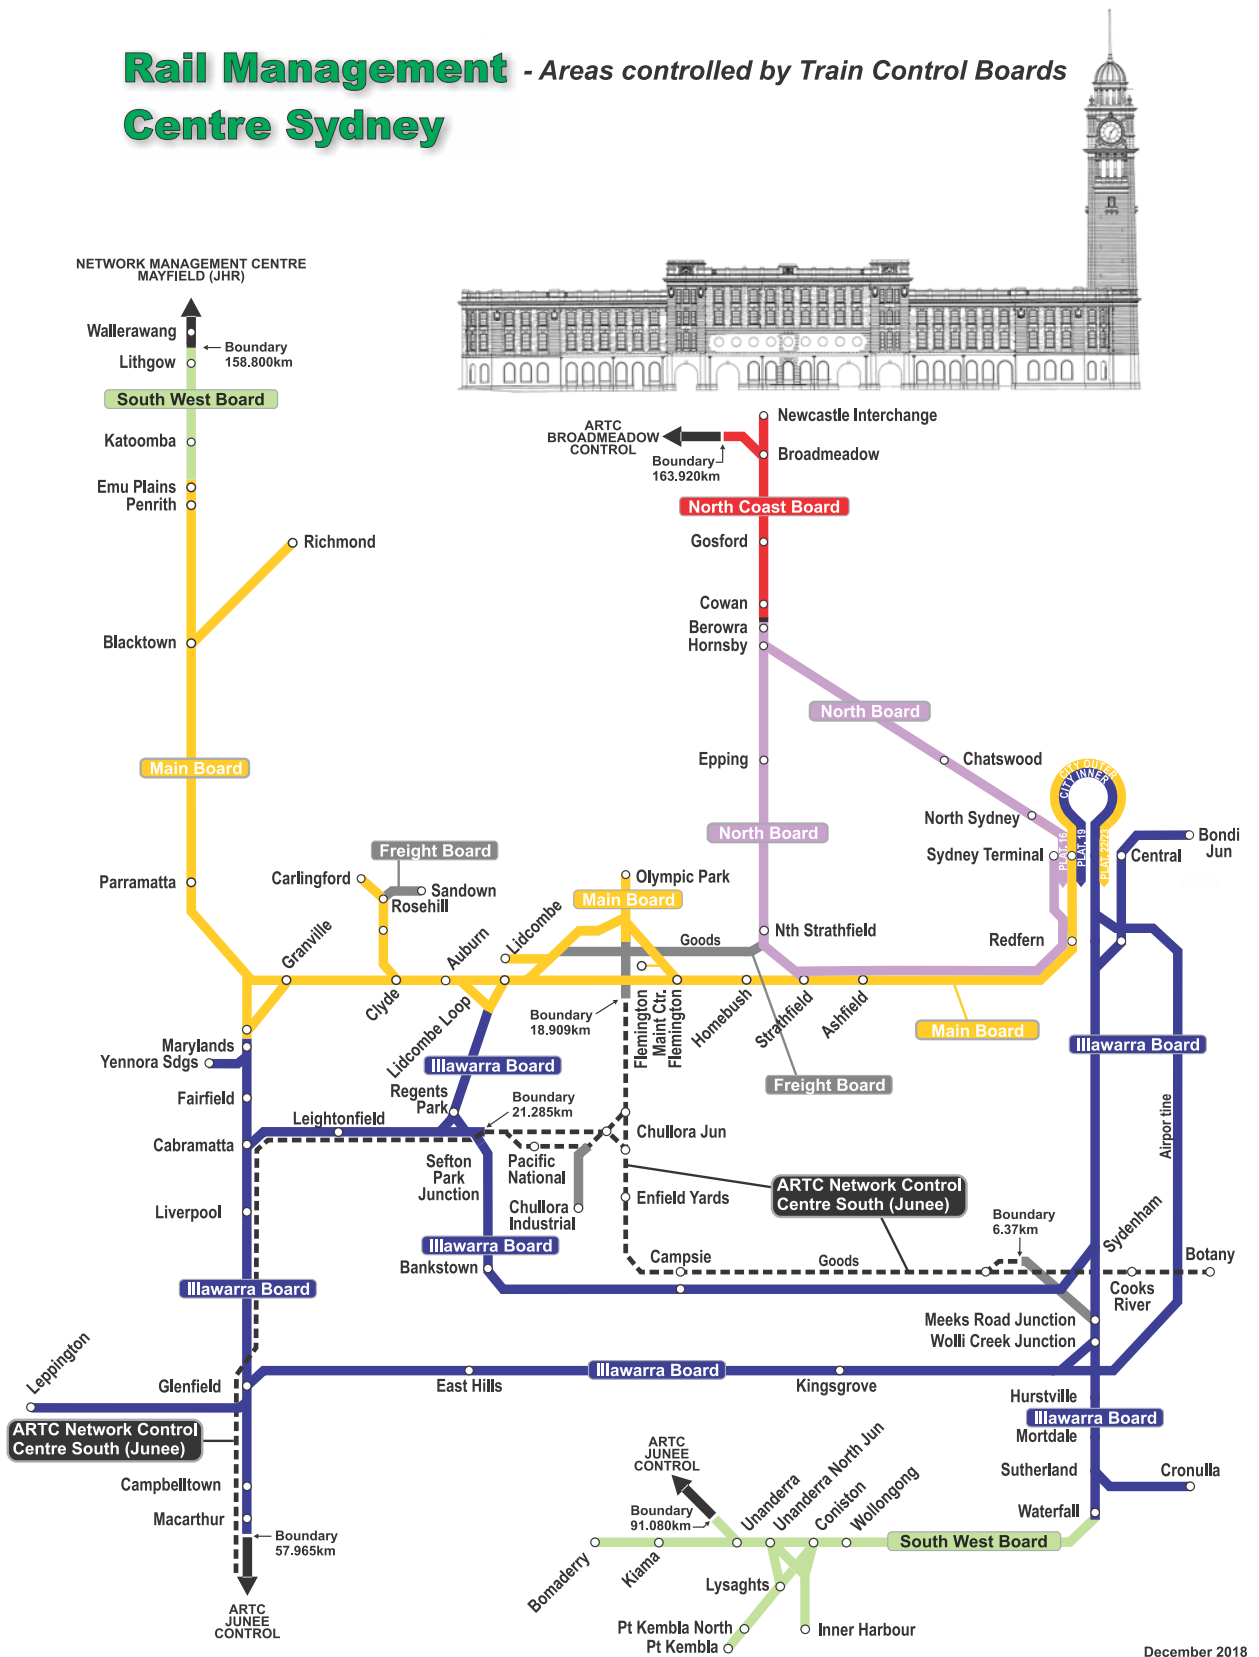 Rail Management - Areas controlled by Train Control Boards
Centre Sydney
NETWORK MANAGEMENT CENTRE
MAYFIELD (JHR)
Wallerawang
Boundary
158.800km
Lithgow
South West Board
Katoomba
Emu Plains
Penrith
Richmond
Blacktown
Main Board
Parramatta
ARTC
BROADMEADOW
CONTROL
Boundary
163.920km
Newcastle Interchange
Broadmeadow
North Coast Board
Gosford
Cowan
Berowra
Hornsby
North Board
Epping
Chatswood
North Board
North Sydney
Sydney Terminal
CITY OUTER
CITY INNER
PLAT. 16
PLAT. 19
PLAT. 22/23
Central
Bondi
Jun
Freight Board
Carlingford
Sandown
Rosehill
Olympic Park
Main Board
Lidcombe
Goods
Nth Strathfield
Redfern
Granville
Auburn
Clyde
Lidcombe Loop
Boundary
18.909km
Flemington
Maint Ctr.
Flemington
Homebush
Strathfield
Ashfield
Main Board
Marylands
Yennora Sdgs
Illawarra Board
Freight Board
Illawarra Board
Fairfield
Regents
Park
Boundary
21.285km
Leightonfield
Cabramatta
Sefton
Park
Junction
Pacific
National
Chullora Jun
Airpor tine
Chullora
Industrial
Enfield Yards
ARTC Network Control
Centre South (Junee)
Liverpool
Illawarra Board
Bankstown
Campsie
Goods
Boundary
6.37km
Sydenham
Botany
Cooks
River
Illawarra Board
Meeks Road Junction
Wolli Creek Junction
Leppington
Glenfield
East Hills
Illawarra Board
Kingsgrove
Hurstville
Illawarra Board
Mortdale
ARTC Network Control
Centre South (Junee)
Sutherland
Cronulla
Campbelltown
Macarthur
Waterfall
Boundary
57.965km
ARTC
JUNEE
CONTROL
ARTC
JUNEE
CONTROL
Boundary
91.080km
Unanderra
Unanderra North Jun
Coniston
Wollongong
South West Board
Bomaderry
Kiama
Lysaghts
Pt Kembla North
Pt Kembla
Inner Harbour
December 2018